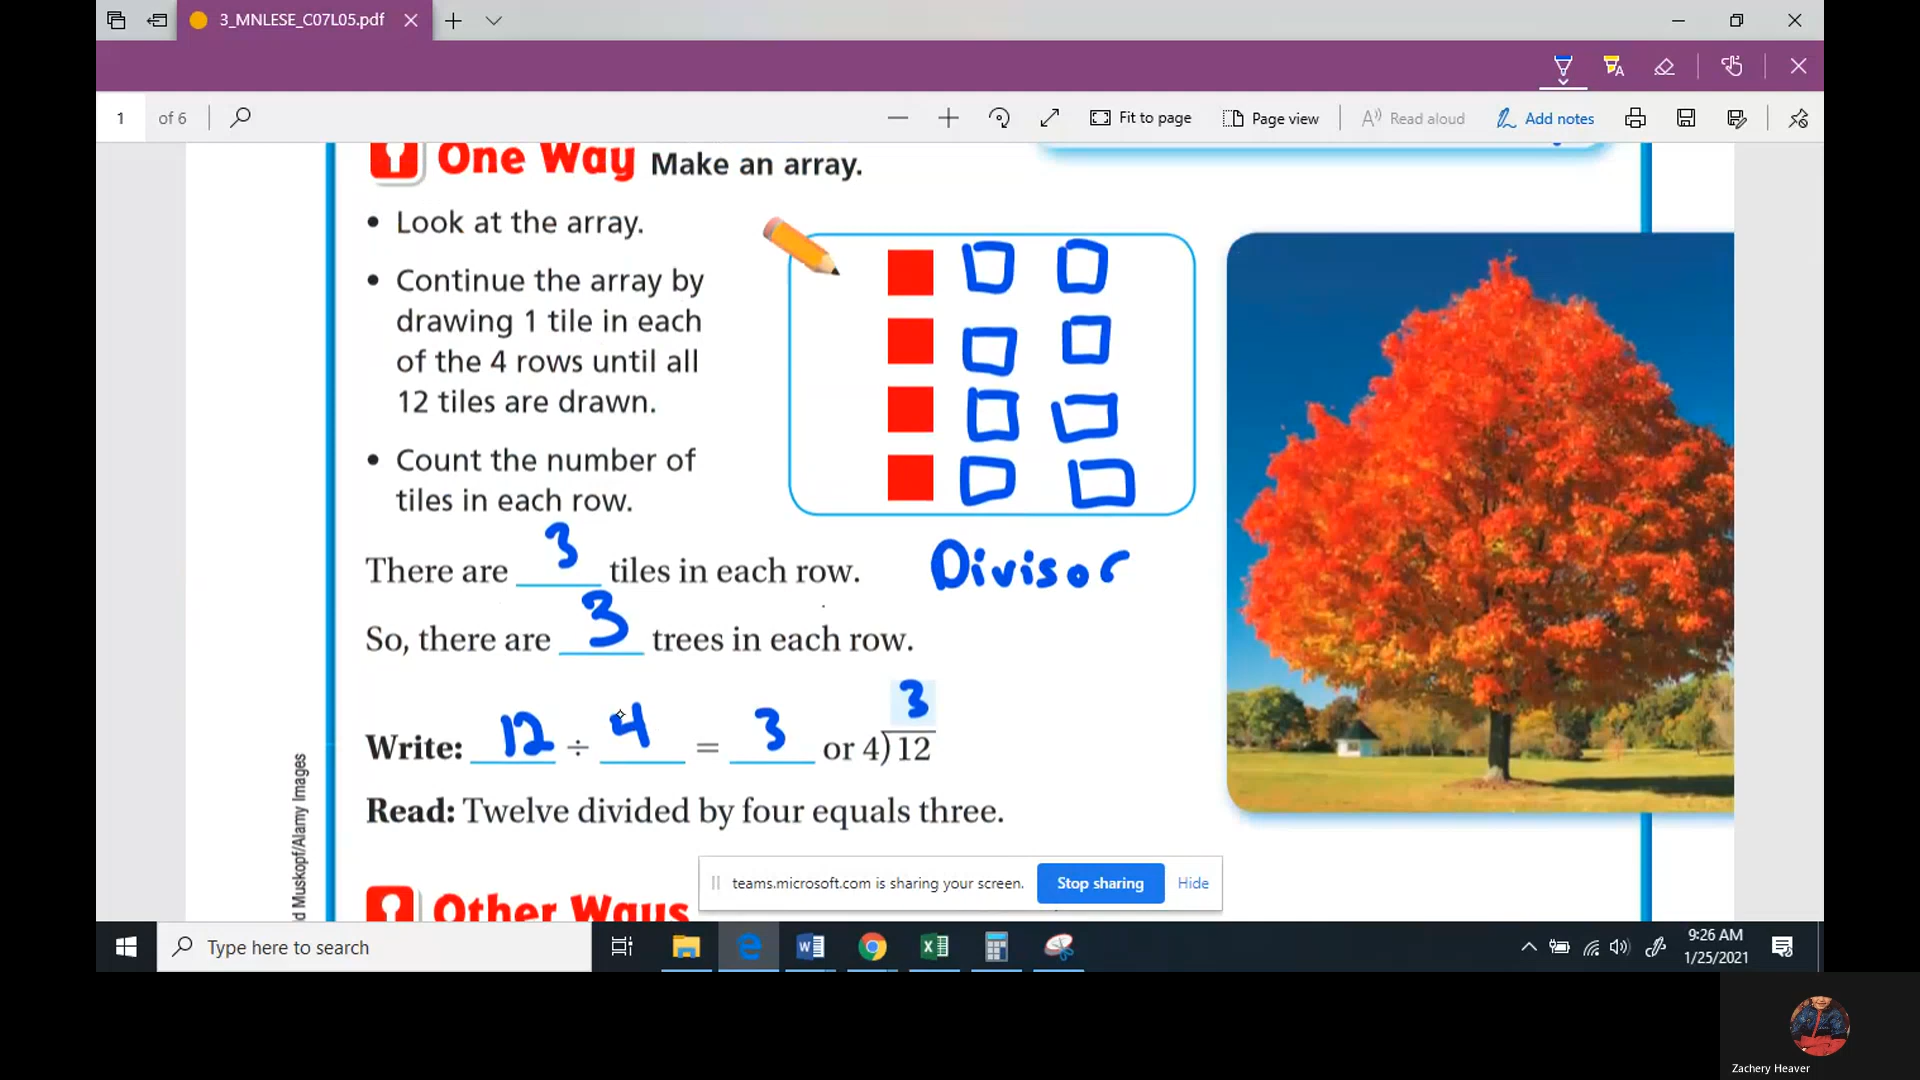 3_MNLESE_C07L05.pdf
1 of 6 Fit to page Page view Read aloud Add notes
One Way Make an array.
• Look at the array.
• Continue the array by
drawing 1 tile in each
of the 4 rows until all
12 tiles are drawn.
• Count the number of
tiles in each row.
There are 3 tiles in each row.
Divisor
So, there are 3 trees in each row.
3
Write: 12 ÷ 4 = 3 or 4)12
Read: Twelve divided by four equals three.
d Muskopf/Alamy Images
teams.microsoft.com is sharing your screen. Stop sharing Hide
Other Ways
Type here to search
9:26 AM
1/25/2021
Zachery Heaver